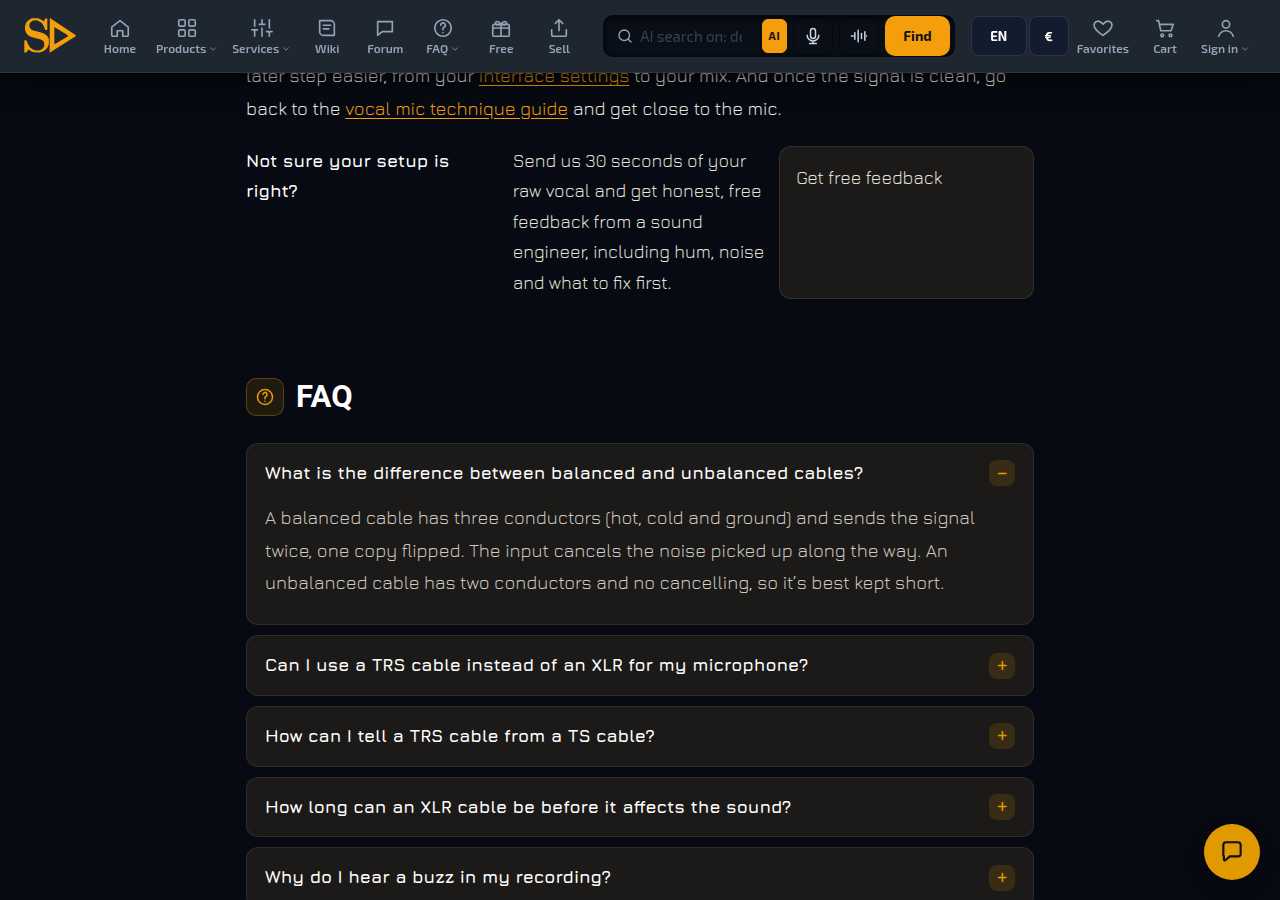 SD
Home
Products
Services
Wiki
Forum
FAQ
Free
Sell
AI search on:
AI
Find
EN
€
Favorites
Cart
Sign in
later step easier, from your interface settings to your mix. And once the signal is clean, go
back to the vocal mic technique guide and get close to the mic.
Not sure your setup is
right?
Send us 30 seconds of your
raw vocal and get honest, free
feedback from a sound
engineer, including hum, noise
and what to fix first.
Get free feedback
FAQ
What is the difference between balanced and unbalanced cables?
A balanced cable has three conductors (hot, cold and ground) and sends the signal
twice, one copy flipped. The input cancels the noise picked up along the way. An
unbalanced cable has two conductors and no cancelling, so it's best kept short.
Can I use a TRS cable instead of an XLR for my microphone?
How can I tell a TRS cable from a TS cable?
How long can an XLR cable be before it affects the sound?
Why do I hear a buzz in my recording?